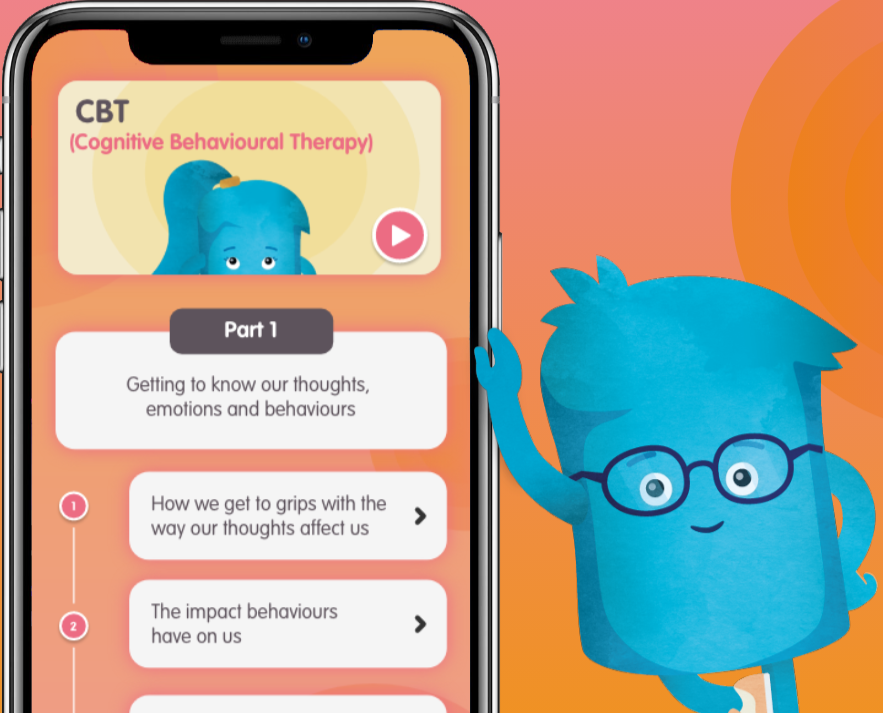 CBT
(Cognitive Behavioural Therapy)
Part 1
Getting to know our thoughts,
emotions and behaviours
1
How we get to grips with the
way our thoughts affect us
2
The impact behaviours
have on us